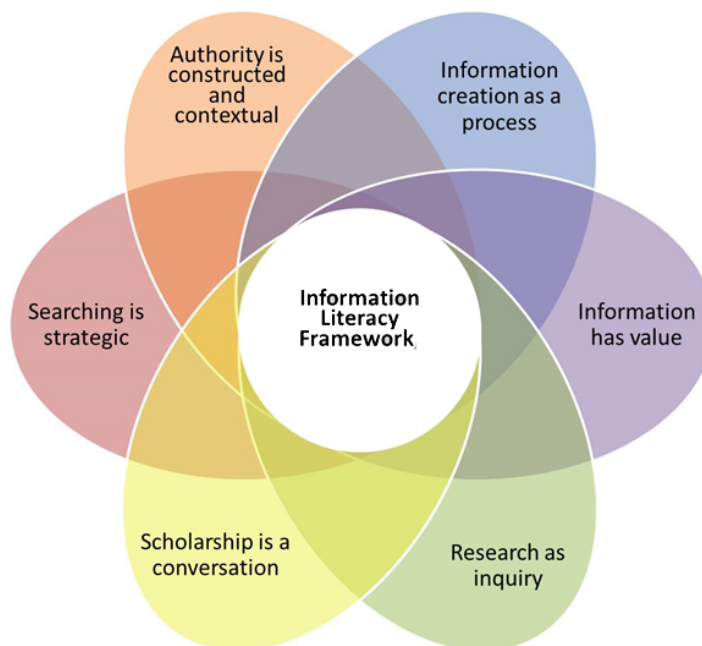 Authority is
constructed
and
contextual
Information
creation as a
process
Searching is
strategic
Information
Literacy
Framework,
Information
has value
Scholarship is a
conversation
Research as
inquiry